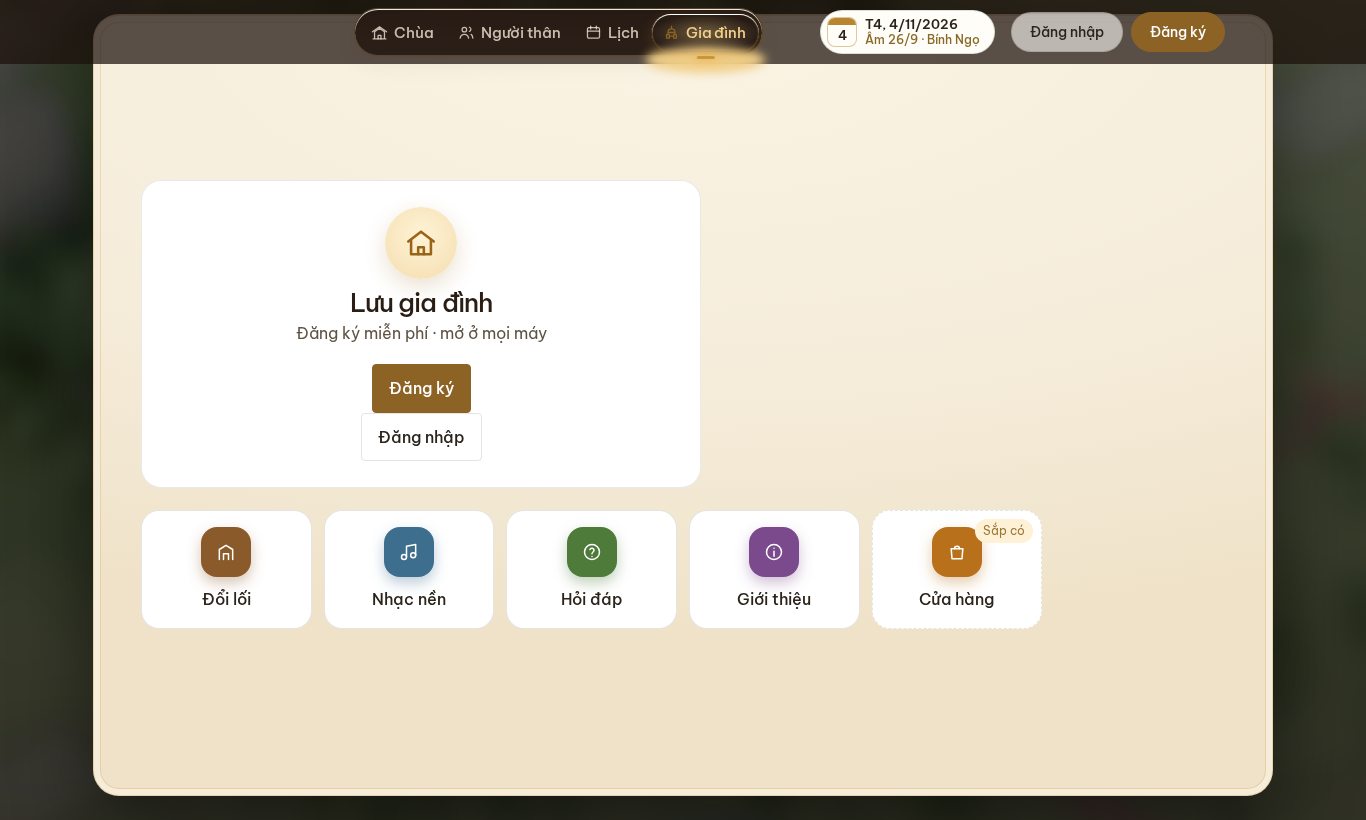 Chùa
Người thân
Lịch
Gia đình
4
T4, 4/11/2026
Âm 26/9 · Bính Ngọ
Đăng nhập
Đăng ký
Lưu gia đình
Đăng ký miễn phí · mở ở mọi máy
Đăng ký
Đăng nhập
Đổi lối
Nhạc nền
Hỏi đáp
Giới thiệu
Sắp có
Cửa hàng